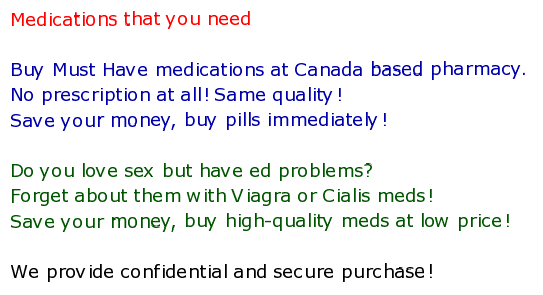 Medications that you need
Buy Must Have medications at Canada based pharmacy.
No prescription at all! Same quality!
Save your money, buy pills immediately!
Do you love sex but have ed problems?
Forget about them with Viagra or Cialis meds!
Save your money, buy high-quality meds at low price!
We provide confidential and secure purchase!